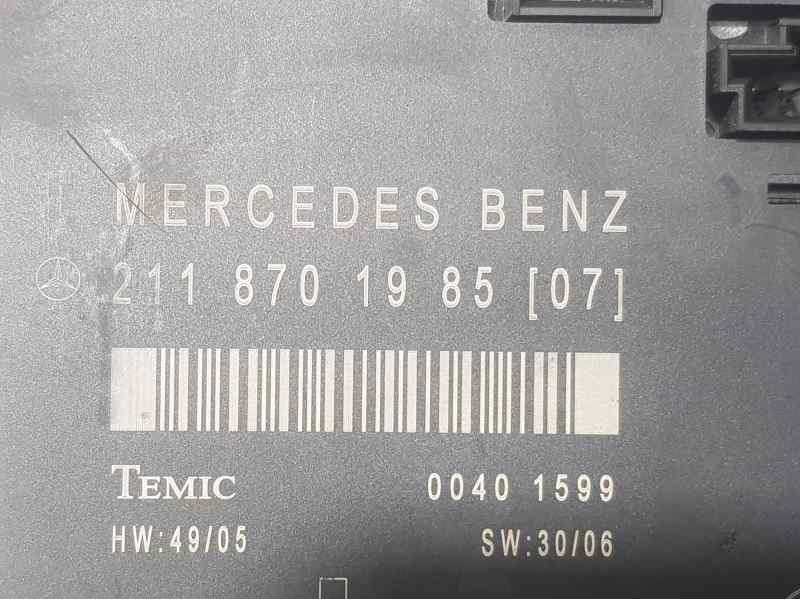 MERCEDES BENZ
211 870 19 85 [07]
TEMIC 0040 1599
HW:49/05 SW:30/06